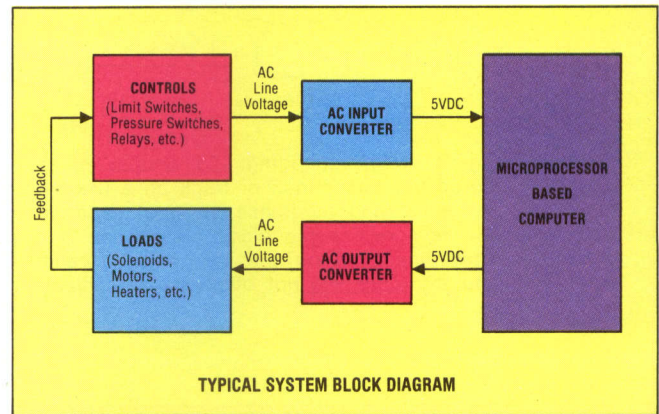 CONTROLS
(Limit Switches,
Pressure Switches,
Relays, etc.)
AC
Line
Voltage
AC INPUT
CONVERTER
5VDC
MICROPROCESSOR
BASED
COMPUTER
Feedback
LOADS
(Solenoids,
Motors,
Heaters, etc.)
AC
Line
Voltage
AC OUTPUT
CONVERTER
5VDC
TYPICAL SYSTEM BLOCK DIAGRAM